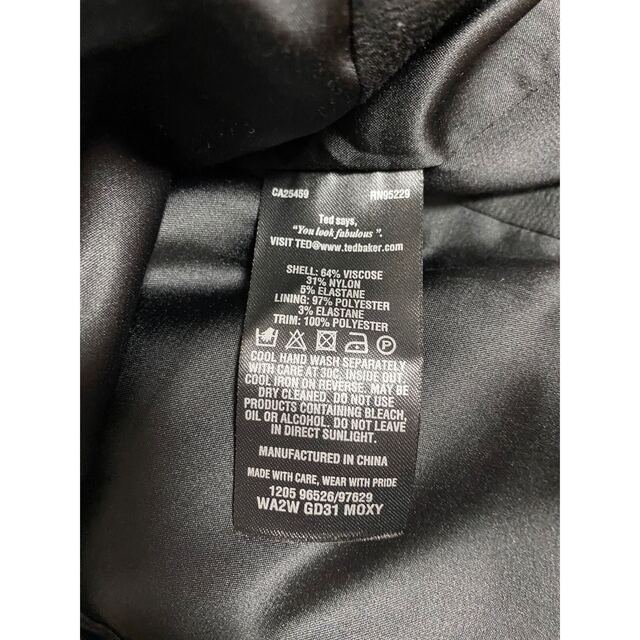 CA25459 RN95229
Ted says,
"You look fabulous".
VISIT TED@www.tedbaker.com
SHELL: 64% VISCOSE
31% NYLON
5% ELASTANE
LINING: 97% POLYESTER
3% ELASTANE
TRIM: 100% POLYESTER
P
COOL HAND WASH SEPARATELY
WITH CARE AT 30C, INSIDE OUT.
COOL IRON ON REVERSE. MAY BE
DRY CLEANED. DO NOT USE
PRODUCTS CONTAINING BLEACH,
OIL OR ALCOHOL. DO NOT LEAVE
IN DIRECT SUNLIGHT.
MANUFACTURED IN CHINA
MADE WITH CARE, WEAR WITH PRIDE
1205 96526/97629
WA2W GD31 MOXY